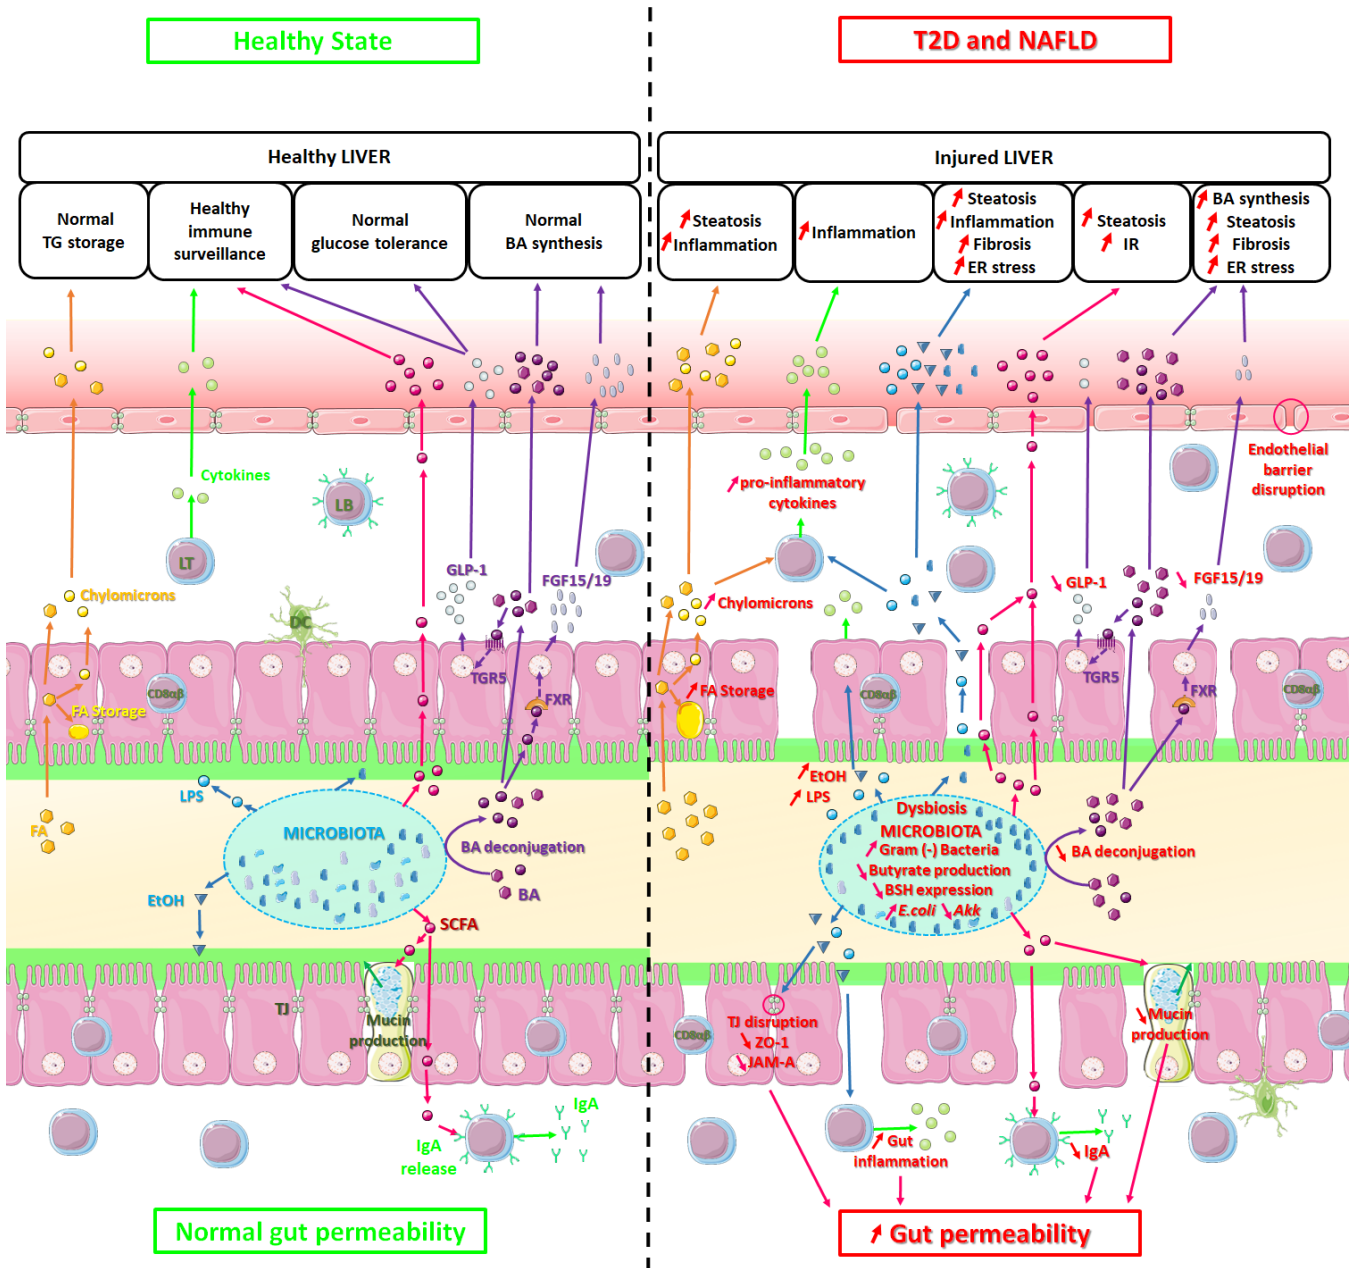 Healthy State
T2D and NAFLD
Healthy LIVER
Normal
TG storage
Healthy
immune
surveillance
Normal
glucose tolerance
Normal
BA synthesis
Injured LIVER
Steatosis
Inflammation
Inflammation
Steatosis
Inflammation
Fibrosis
ER stress
Steatosis
IR
BA synthesis
Steatosis
Fibrosis
ER stress
Cytokines
LB
LT
GLP-1
FGF15/19
Chylomicrons
DC
TGR5
CD8αβ
FXR
FA Storage
LPS
MICROBIOTA
FA
BA deconjugation
BA
EtOH
SCFA
TJ
Mucin
production
IgA
IgA
release
Normal gut permeability
Endothelial
barrier
disruption
pro-inflammatory
cytokines
GLP-1
FGF15/19
Chylomicrons
TGR5
CD8αβ
CD8αβ
FXR
FA Storage
EtOH
LPS
Dysbiosis
MICROBIOTA
Gram (-) Bacteria
Butyrate production
BSH expression
E.coli Akk
BA deconjugation
Mucin
production
CD8αβ
TJ disruption
ZO-1
JAM-A
Gut
inflammation
IgA
Gut permeability